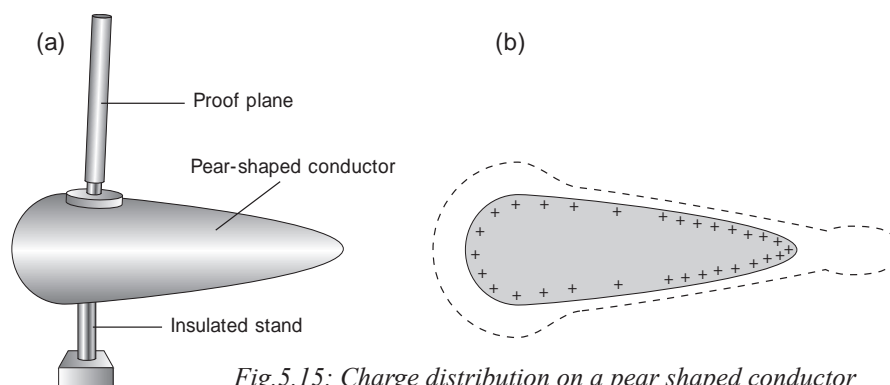 (a)
(b)
Proof plane
Pear-shaped conductor
Insulated stand
Fig.5.15: Charge distribution on a pear shaped conductor